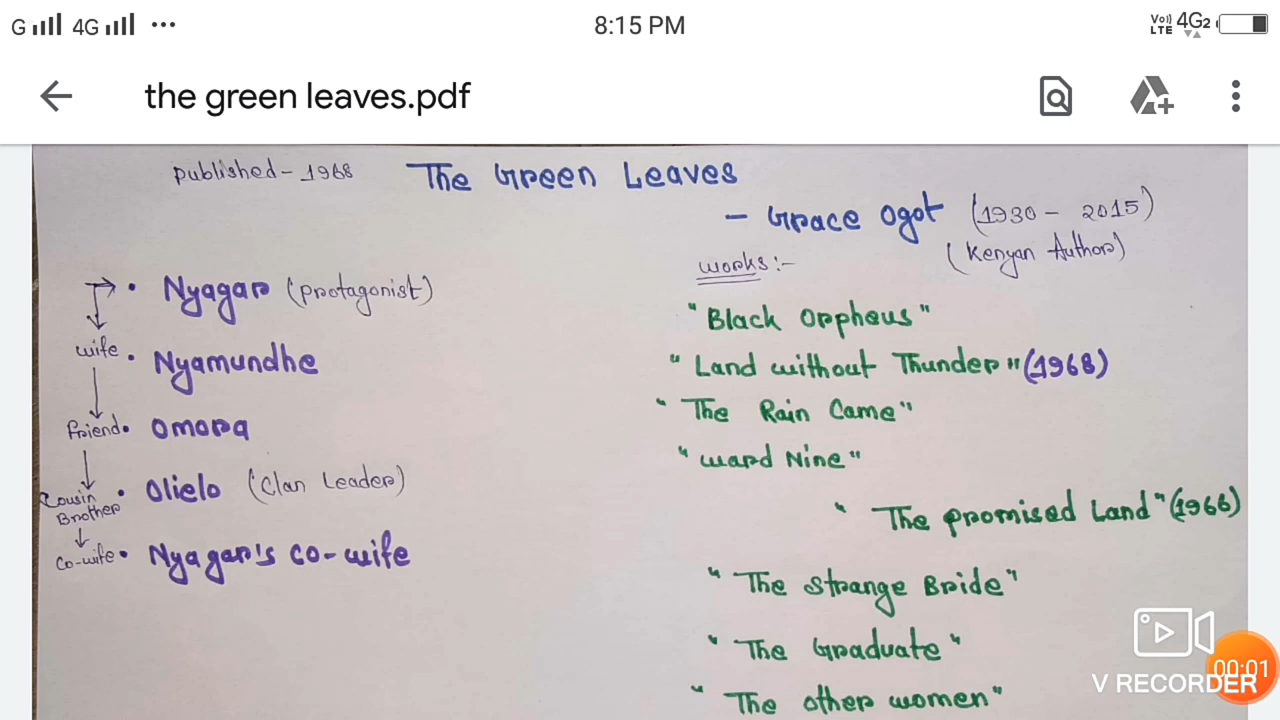 G 4G ... 8:15 PM Vo)) LTE 4G2
the green leaves.pdf
published - 1968 The Green Leaves
- Grace Ogot (1930 - 2015)
(Kenyan Author)
works:-
• Nyagar (protagonist)
wife • Nyamundhe
Friend • Omora
Cousin Brother • Olielo (Clan Leader)
Co-wife • Nyagar's co-wife
"Black Orpheus"
"Land without Thunder" (1968)
"The Rain Came"
"Ward Nine"
"The promised Land" (1966)
"The Strange Bride"
"The Graduate"
"The other women"
V RECORDER 00:01